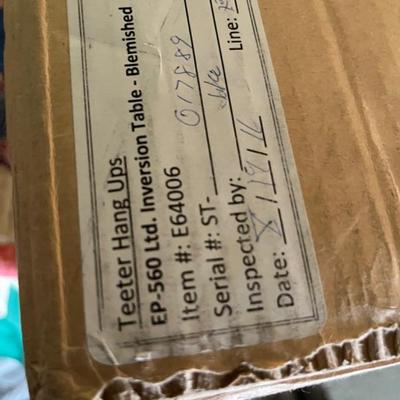 Teeter Hang Ups
EP-560 Ltd. Inversion Table - Blemished
Item #: E64006
Serial #: ST- 017889
Inspected by: Line:
Date: 8/19/16